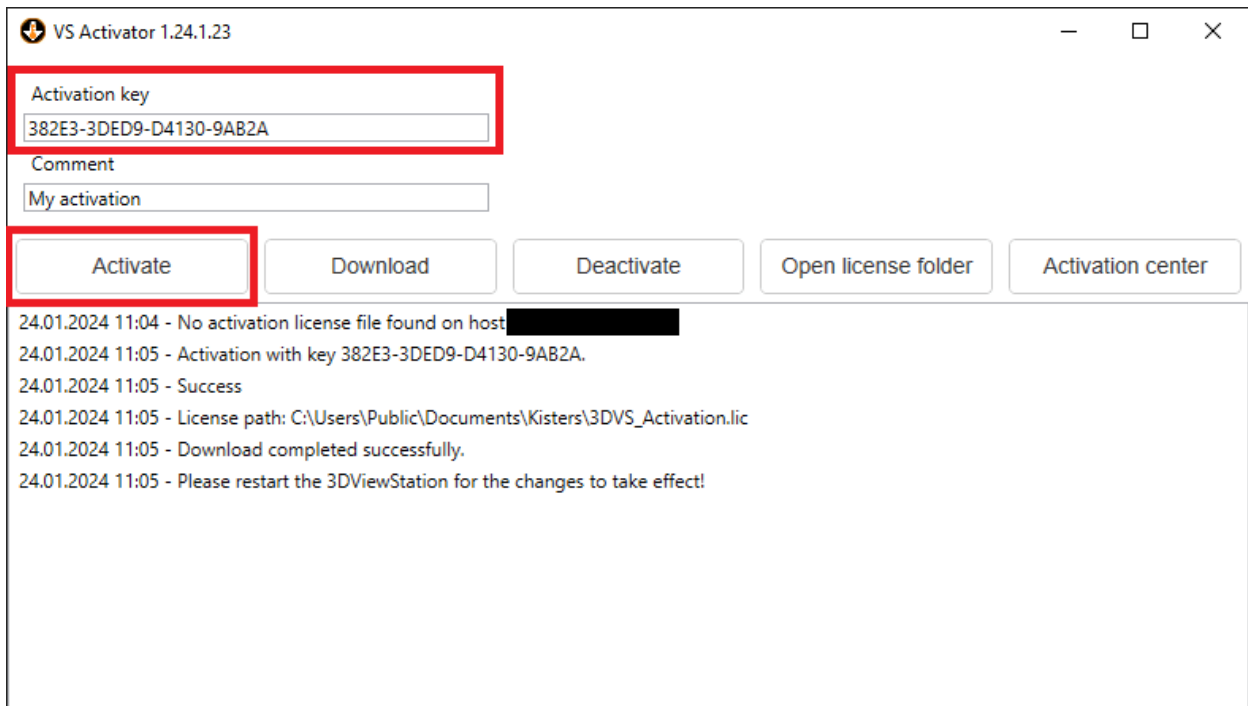 VS Activator 1.24.1.23
Activation key
382E3-3DED9-D4130-9AB2A
Comment
My activation
Activate Download Deactivate Open license folder Activation center
24.01.2024 11:04 - No activation license file found on host
24.01.2024 11:05 - Activation with key 382E3-3DED9-D4130-9AB2A.
24.01.2024 11:05 - Success
24.01.2024 11:05 - License path: C:\Users\Public\Documents\Kisters\3DVS_Activation.lic
24.01.2024 11:05 - Download completed successfully.
24.01.2024 11:05 - Please restart the 3DViewStation for the changes to take effect!